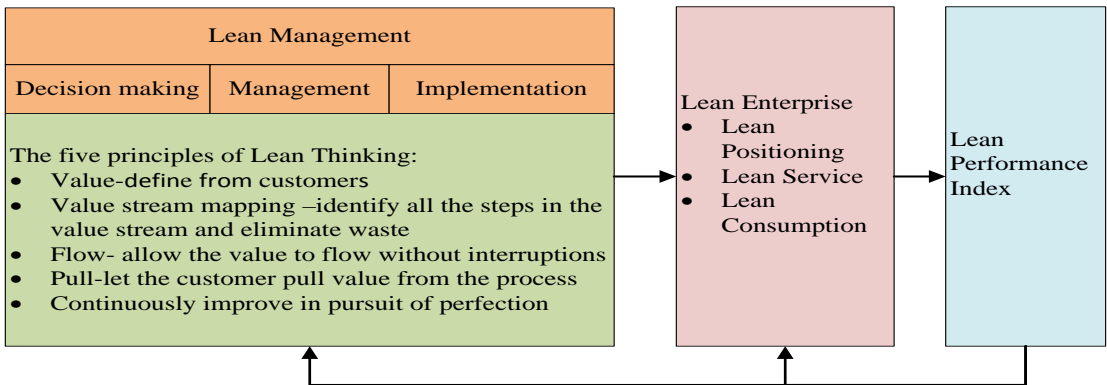 Lean Management
Decision making
Management
Implementation
The five principles of Lean Thinking:
• Value-define from customers
• Value stream mapping –identify all the steps in the
value stream and eliminate waste
• Flow- allow the value to flow without interruptions
• Pull-let the customer pull value from the process
• Continuously improve in pursuit of perfection
Lean Enterprise
• Lean
Positioning
• Lean Service
• Lean
Consumption
Lean
Performance
Index